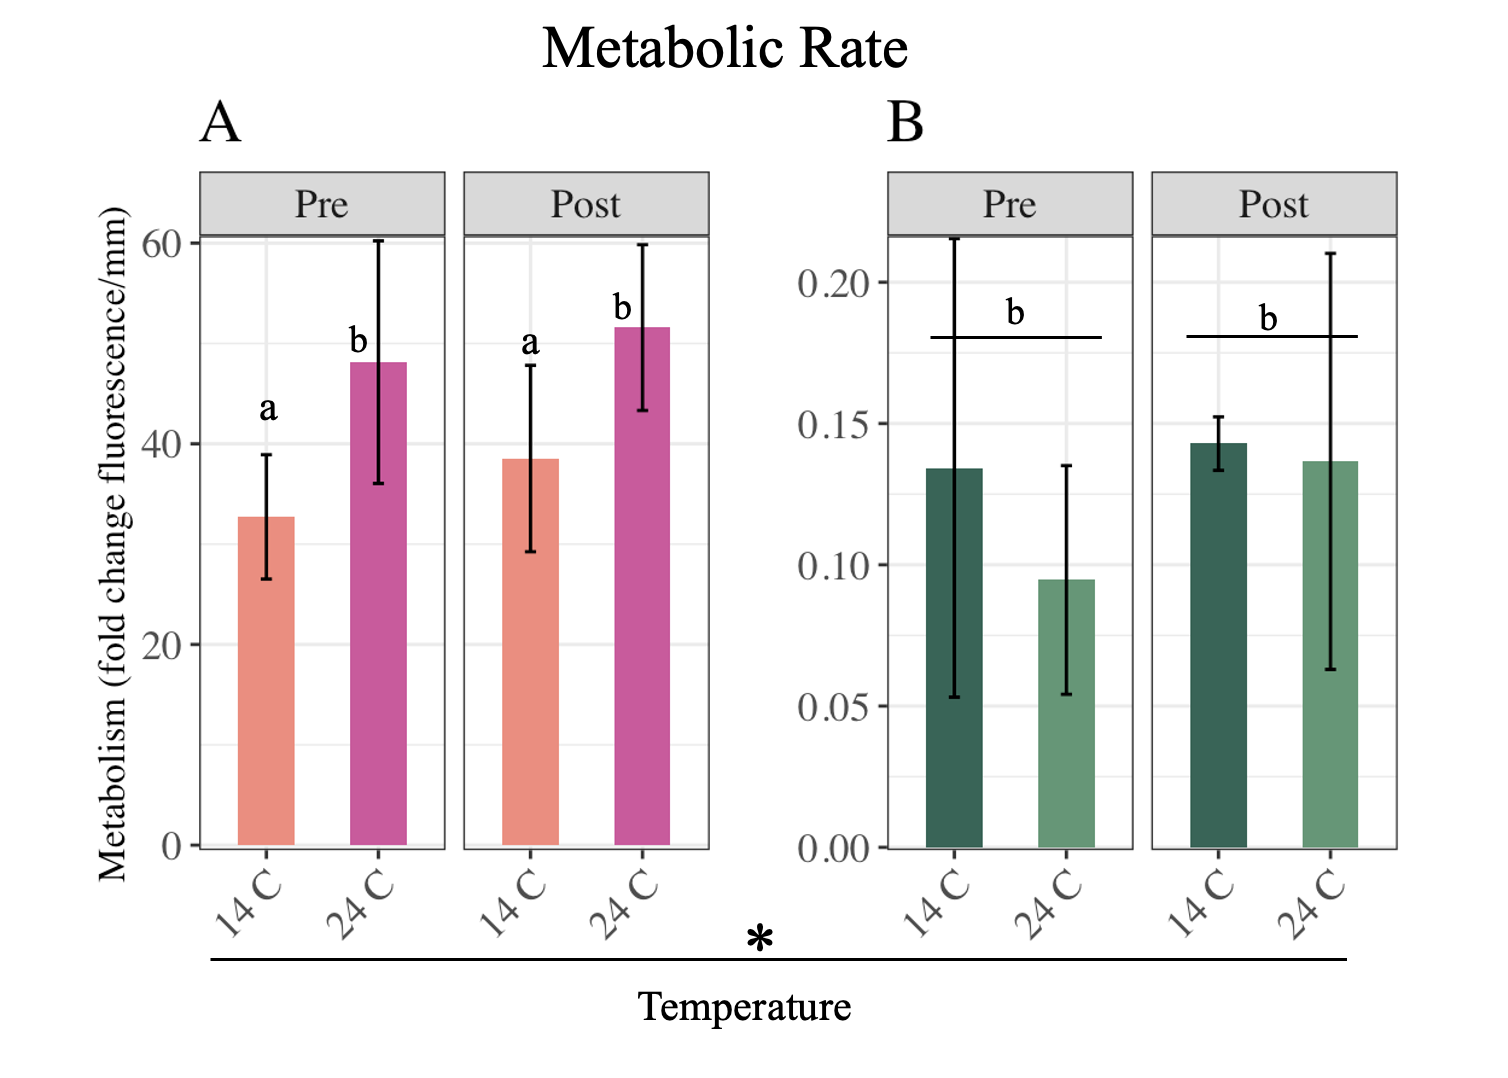 Metabolic Rate
A
B
Pre
Post
Pre
Post
Metabolism (fold change fluorescence/mm)
60
40
20
0
a
b
a
b
0.20
0.15
0.10
0.05
0.00
b
b
14 C
24 C
14 C
24 C
14 C
24 C
14 C
24 C
*
Temperature